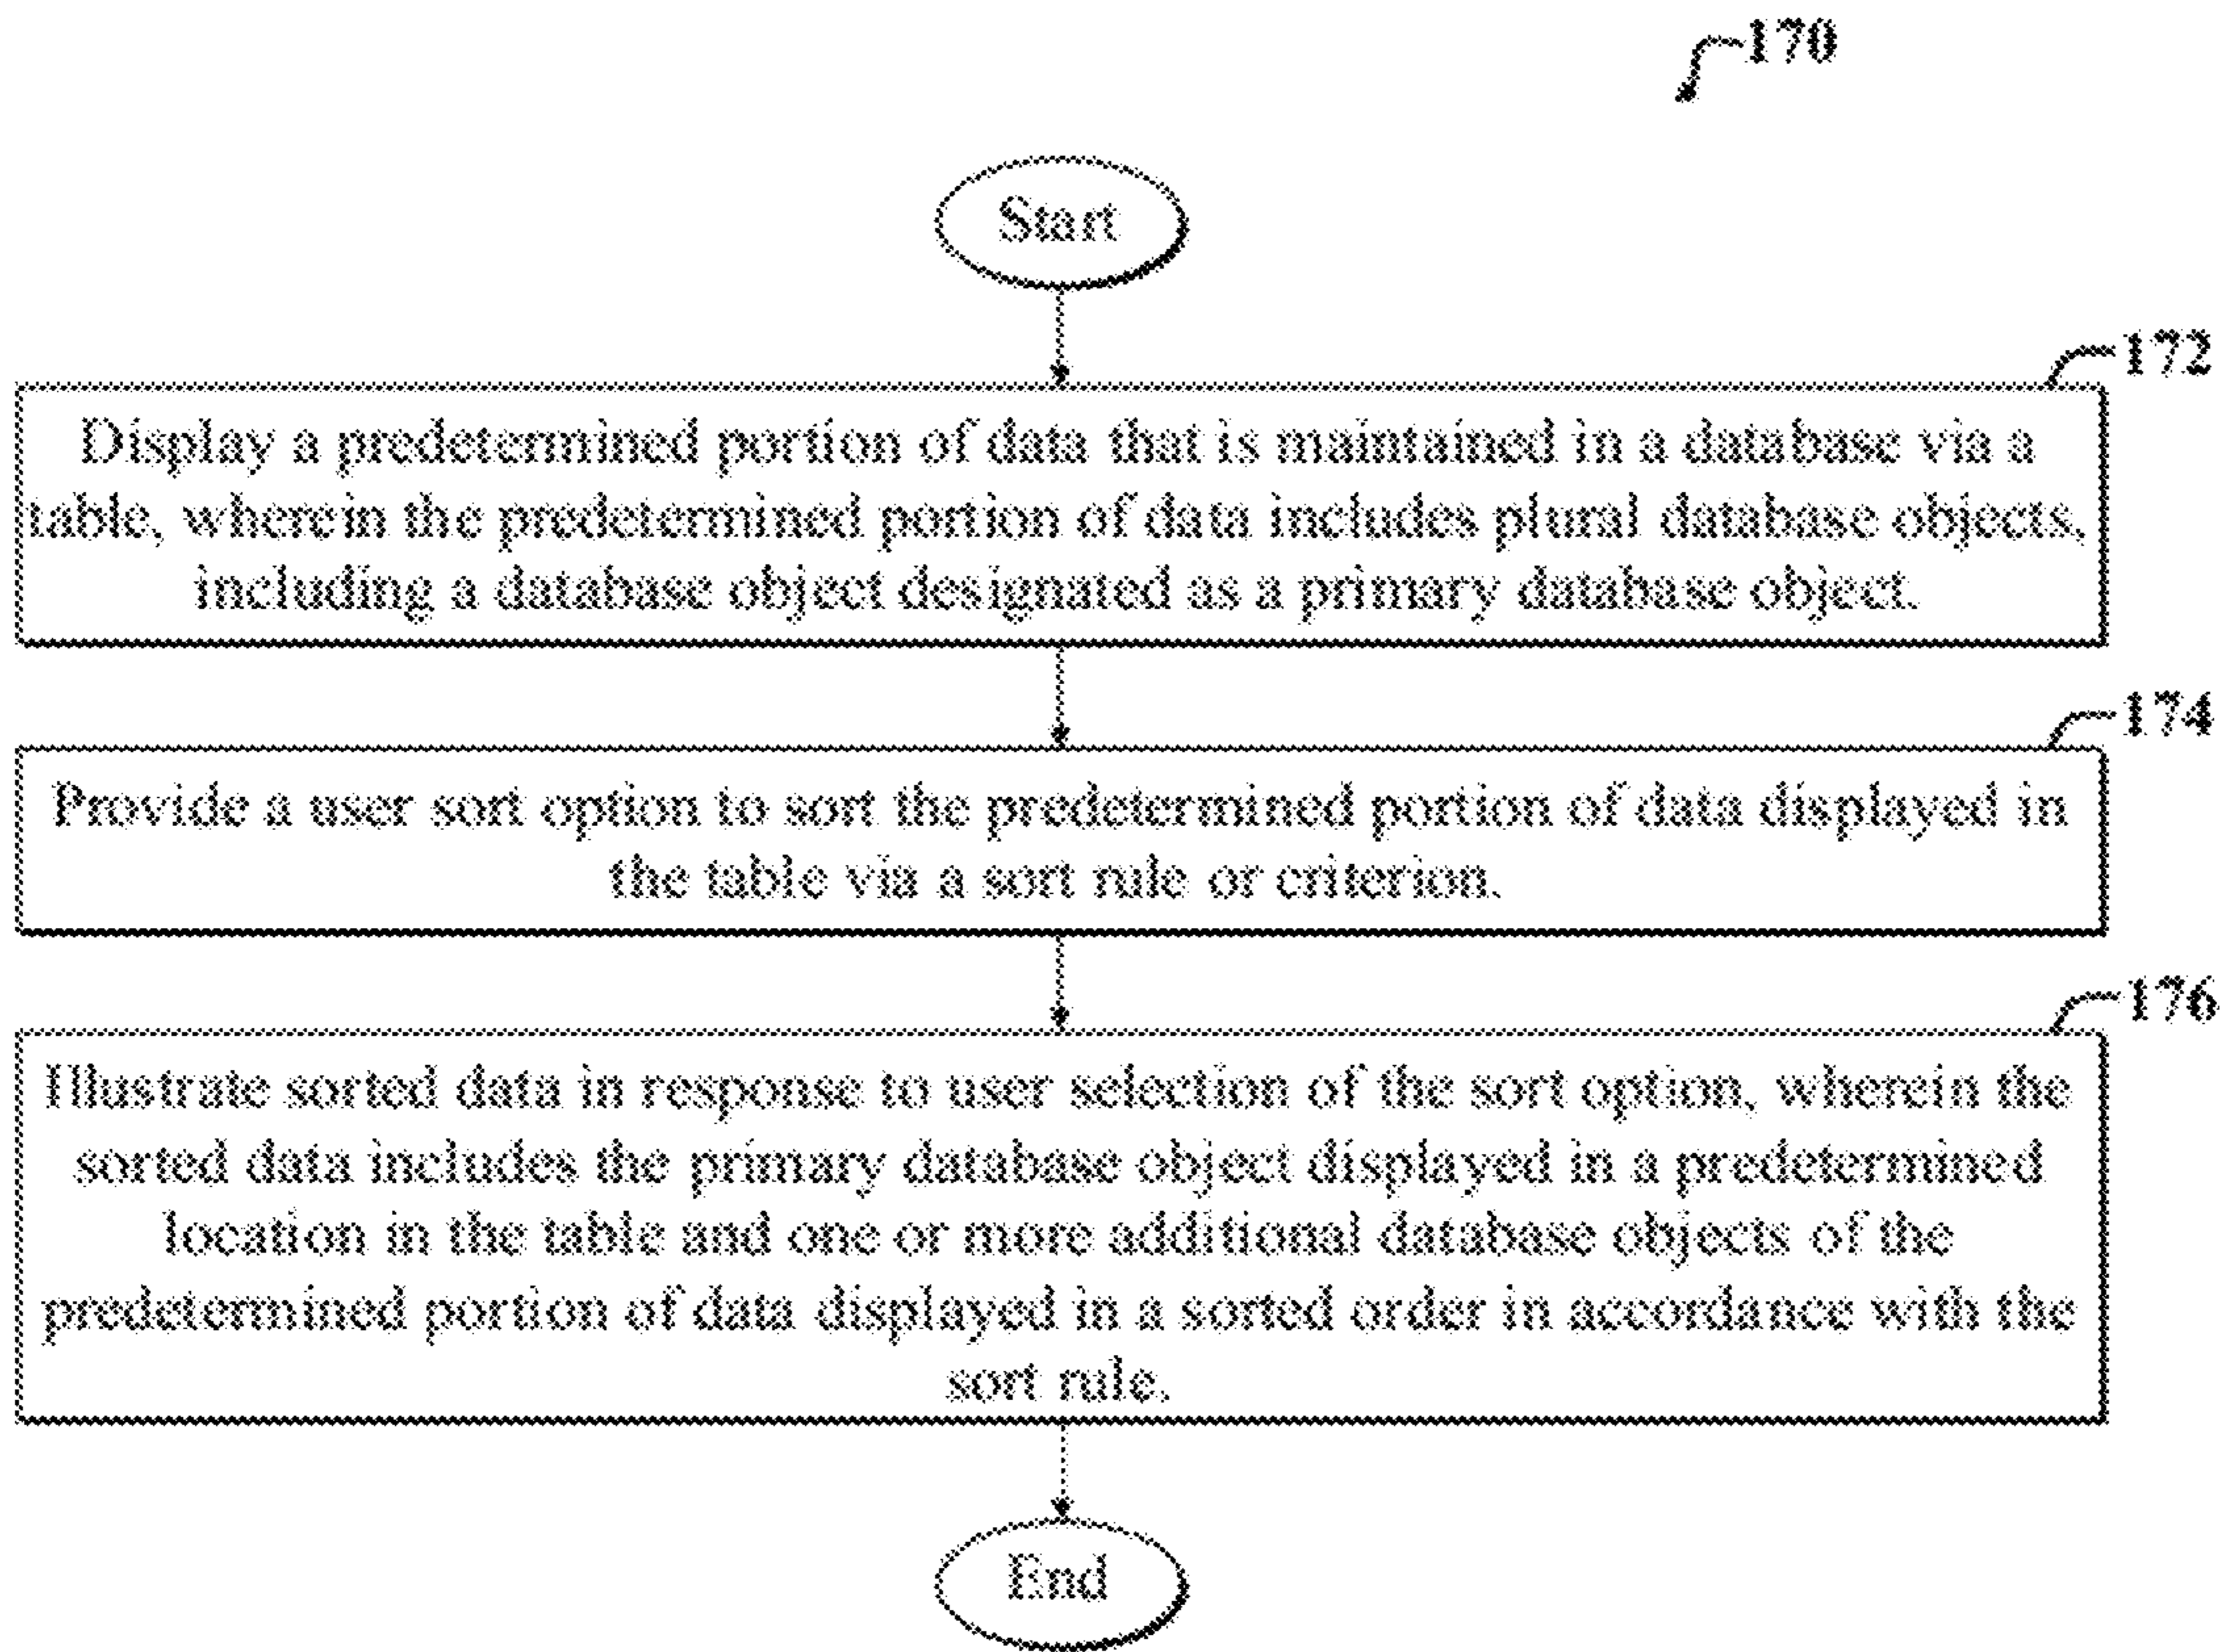 170
Start
172
Display a predetermined portion of data that is maintained in a database via a
table, wherein the predetermined portion of data includes plural database objects,
including a database object designated as a primary database object.
174
Provide a user sort option to sort the predetermined portion of data displayed in
the table via a sort rule or criterion.
176
Illustrate sorted data in response to user selection of the sort option, wherein the
sorted data includes the primary database object displayed in a predetermined
location in the table and one or more additional database objects of the
predetermined portion of data displayed in a sorted order in accordance with the
sort rule.
End